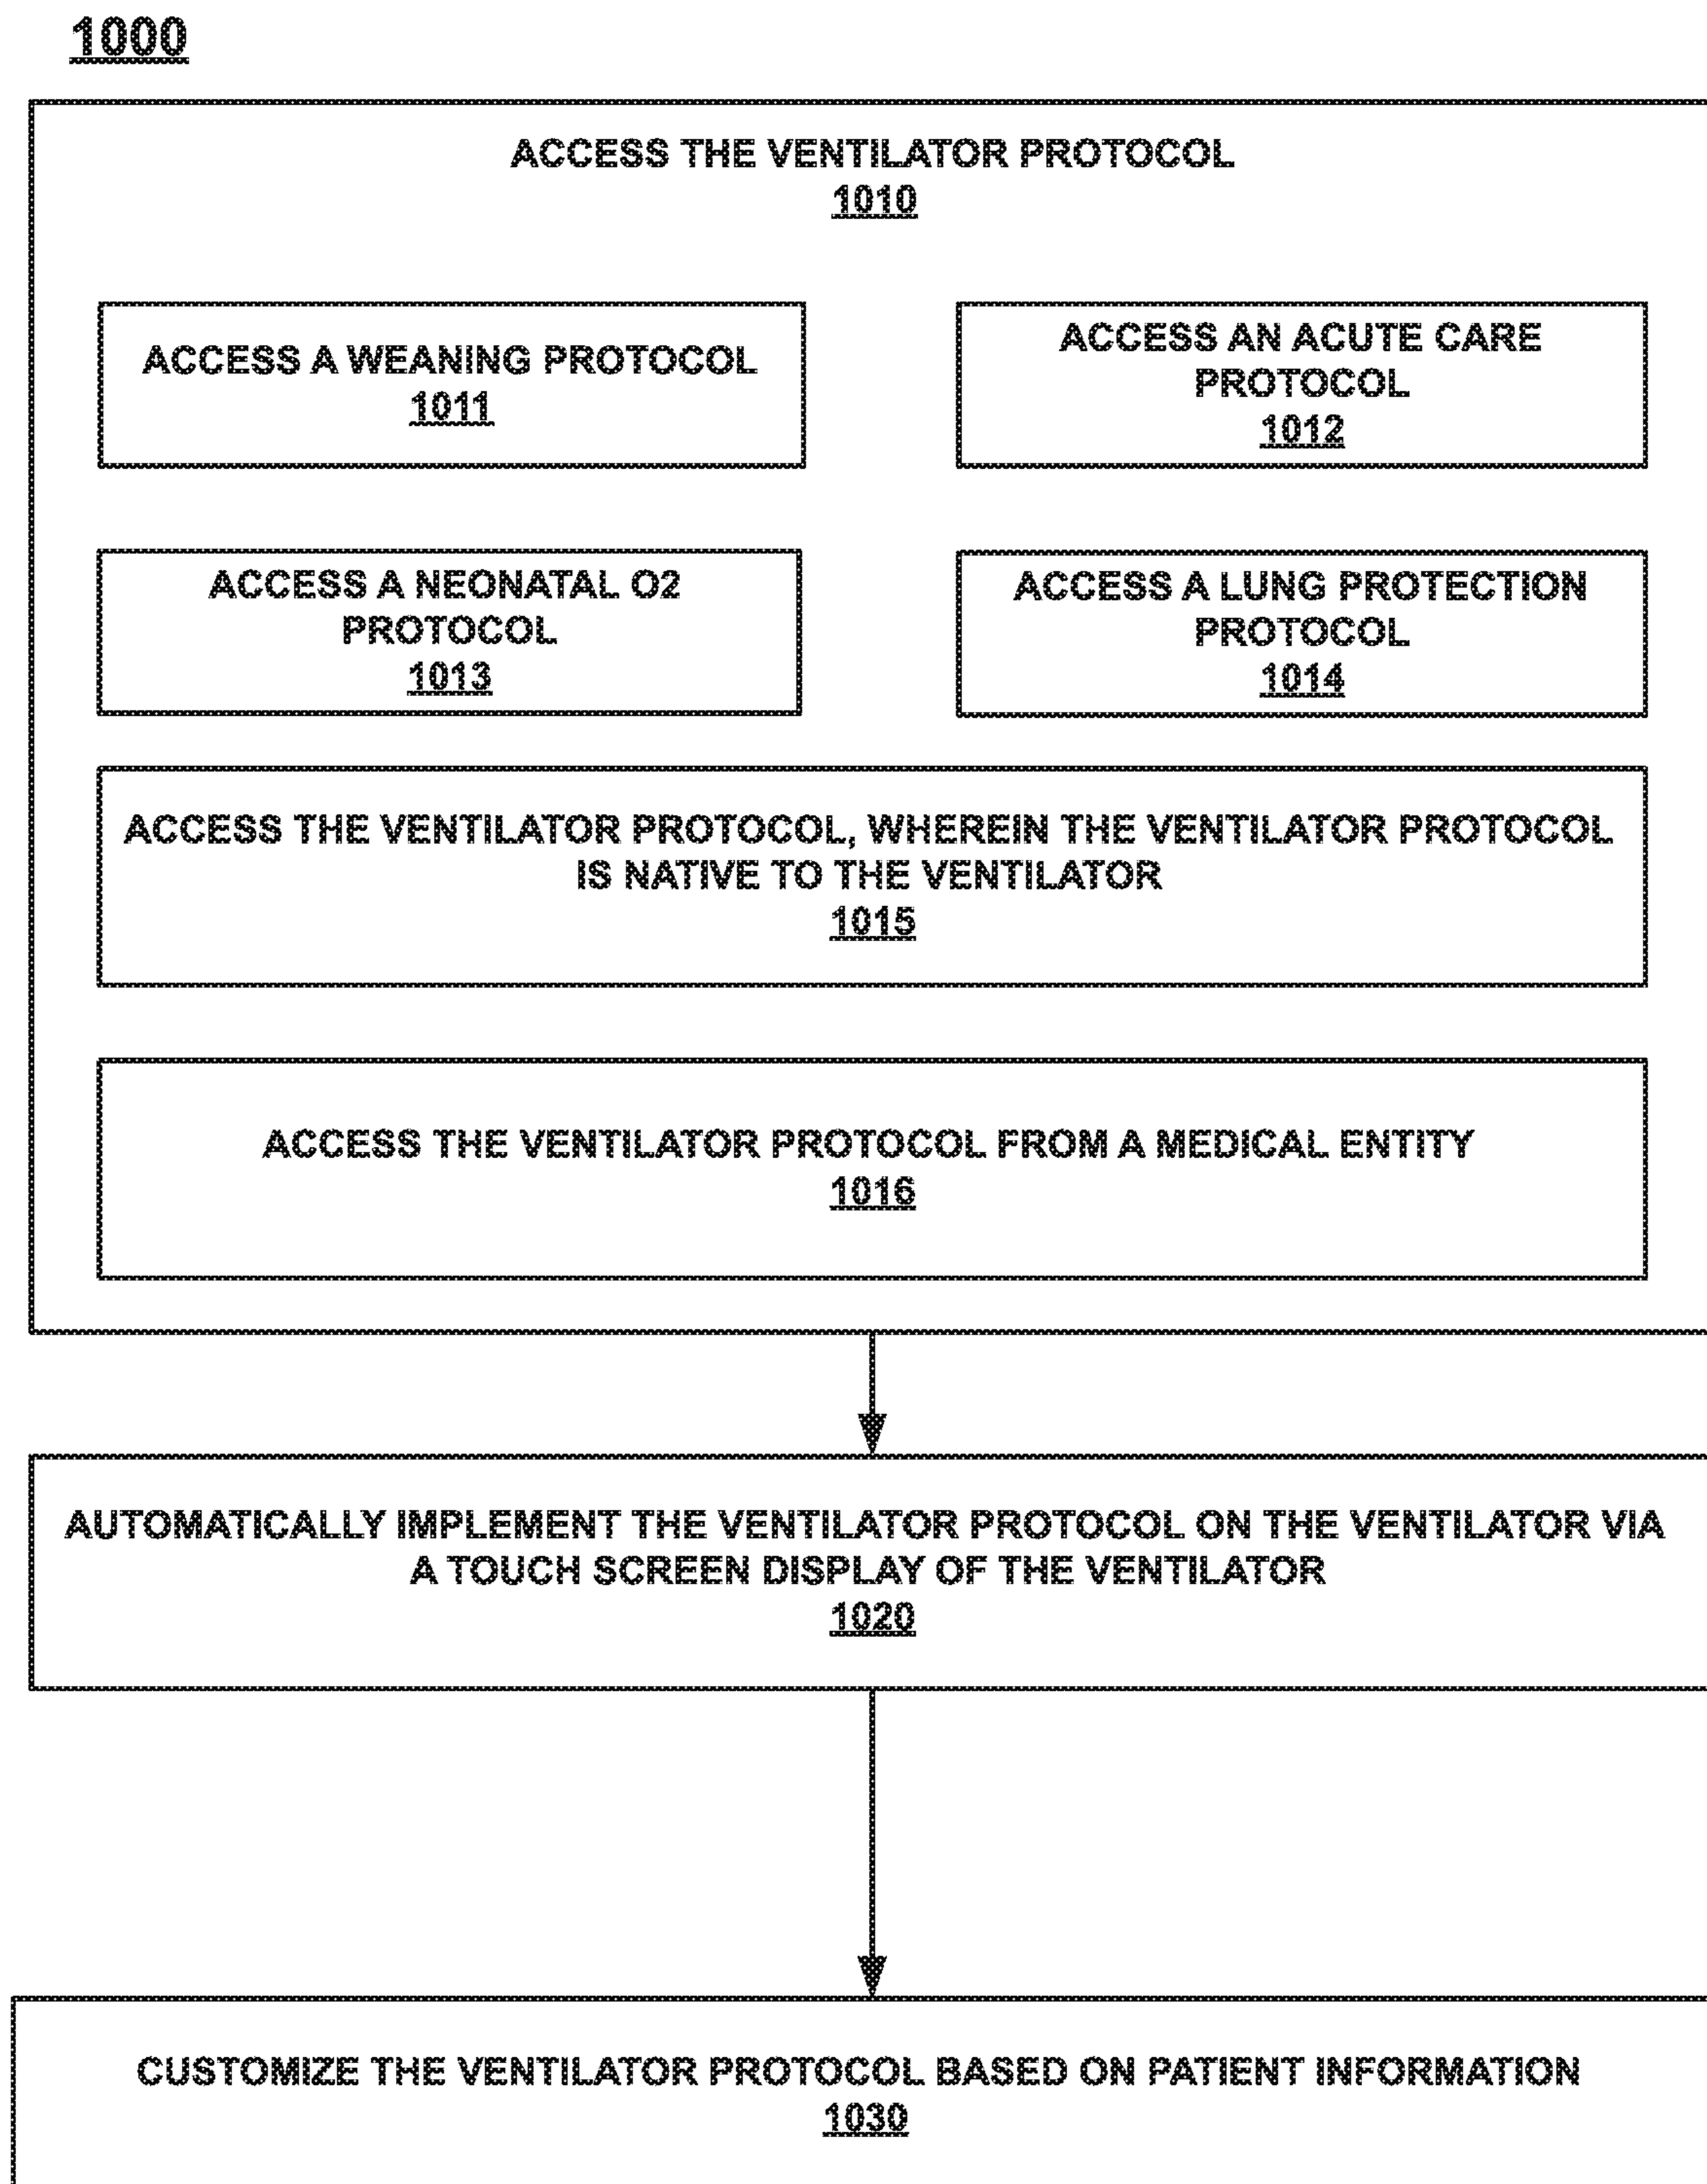 1000
ACCESS THE VENTILATOR PROTOCOL
1010
ACCESS A WEANING PROTOCOL
1011
ACCESS AN ACUTE CARE
PROTOCOL
1012
ACCESS A NEONATAL O2
PROTOCOL
1013
ACCESS A LUNG PROTECTION
PROTOCOL
1014
ACCESS THE VENTILATOR PROTOCOL, WHEREIN THE VENTILATOR PROTOCOL
IS NATIVE TO THE VENTILATOR
1015
ACCESS THE VENTILATOR PROTOCOL FROM A MEDICAL ENTITY
1016
AUTOMATICALLY IMPLEMENT THE VENTILATOR PROTOCOL ON THE VENTILATOR VIA
A TOUCH SCREEN DISPLAY OF THE VENTILATOR
1020
CUSTOMIZE THE VENTILATOR PROTOCOL BASED ON PATIENT INFORMATION
1030